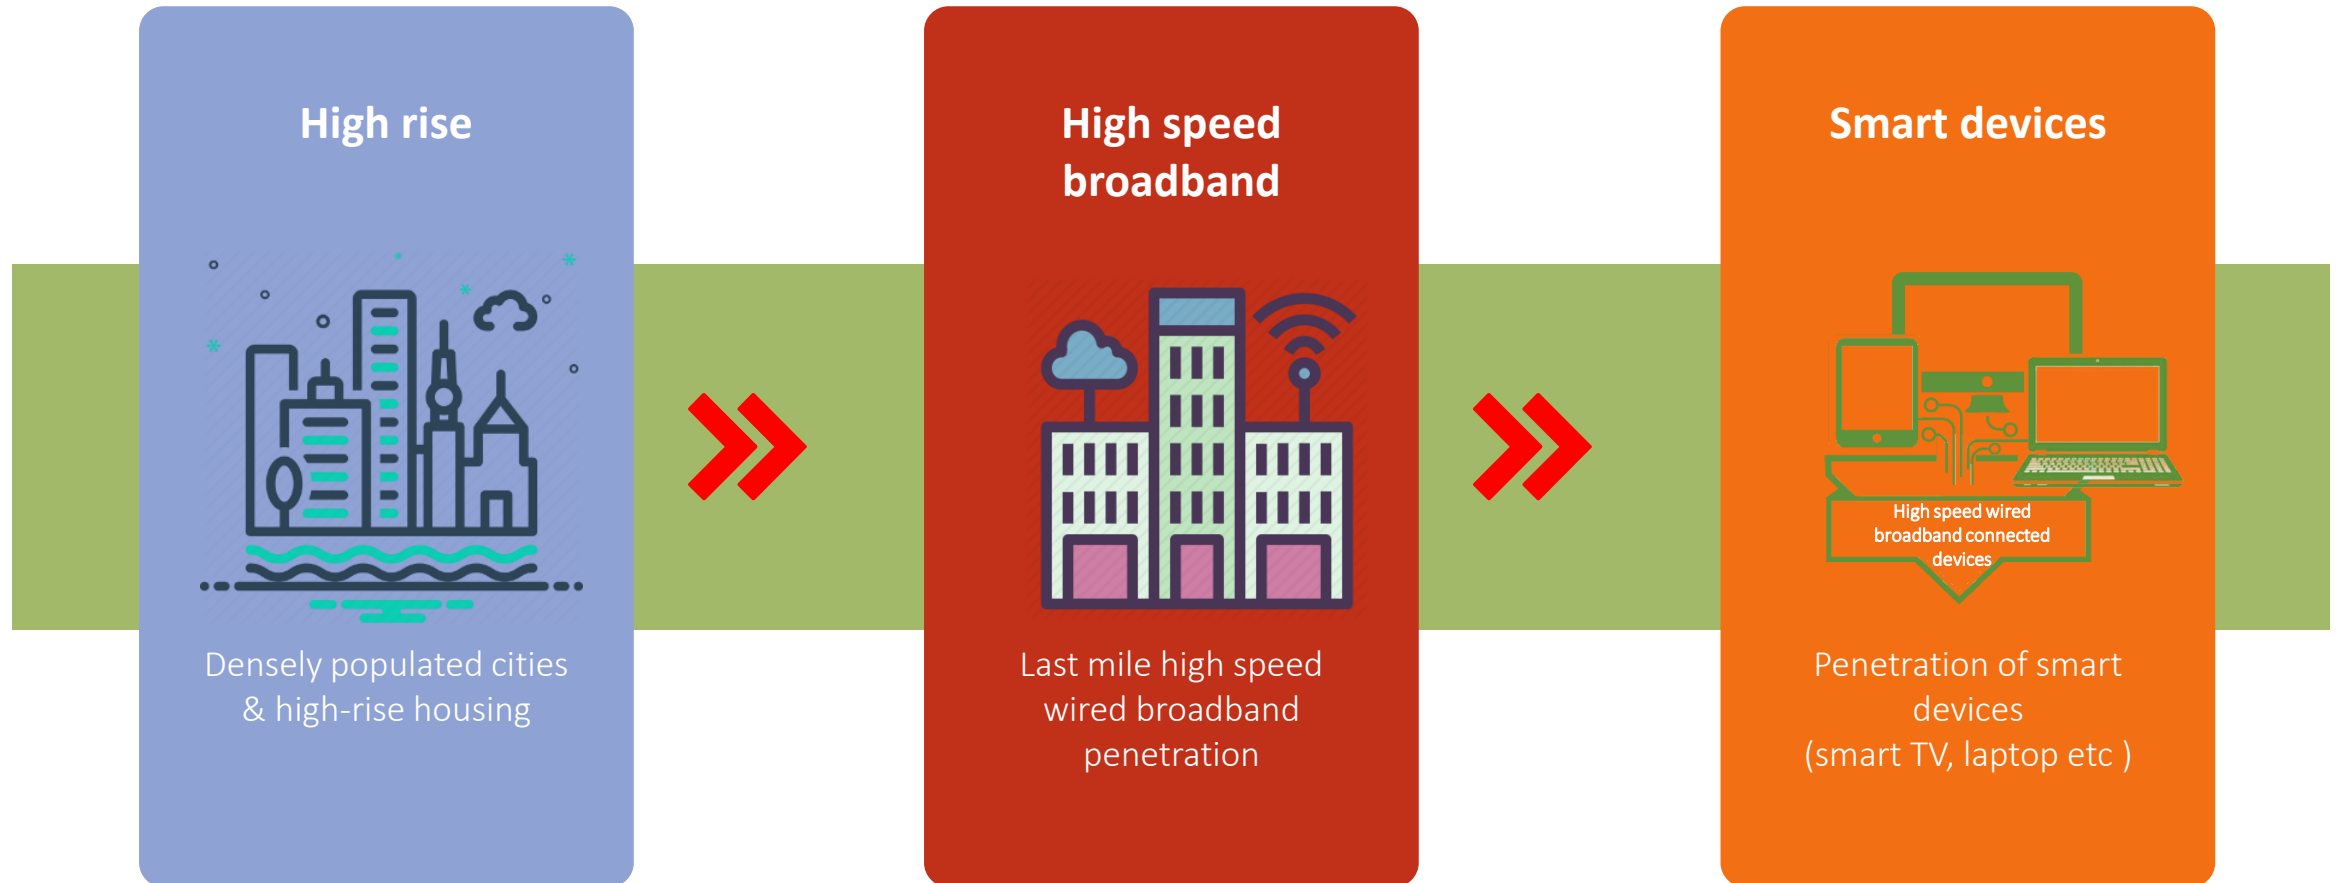 High rise
Densely populated cities
& high-rise housing
High speed
broadband
Last mile high speed
wired broadband
penetration
Smart devices
High speed wired
broadband connected
devices
Penetration of smart
devices
(smart TV, laptop etc )